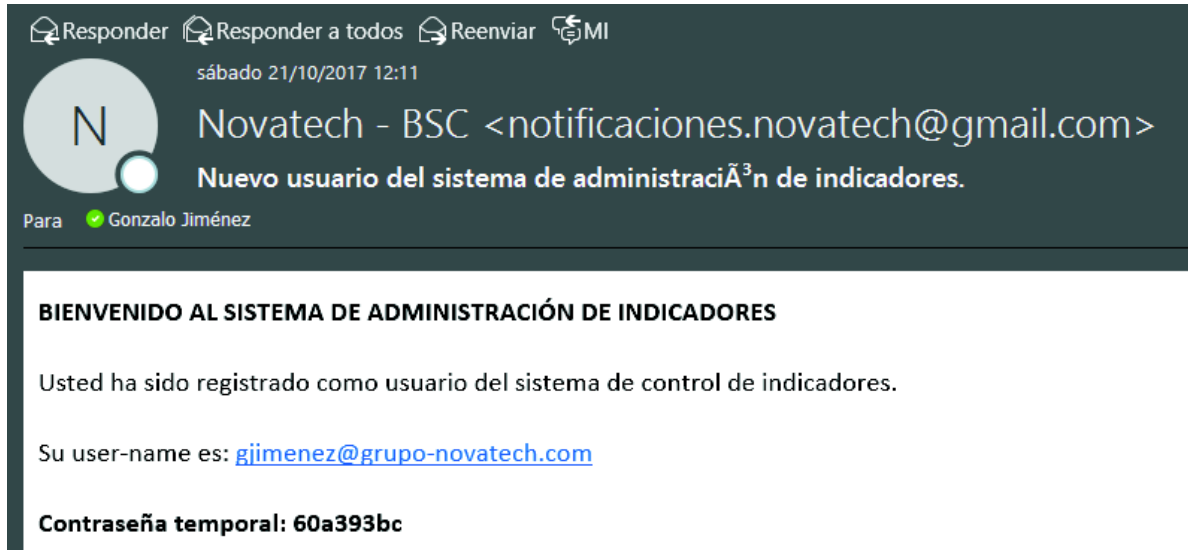 Responder Responder a todos Reenviar MI
sábado 21/10/2017 12:11
N
Novatech - BSC <notificaciones.novatech@gmail.com>
Nuevo usuario del sistema de administraciÃ³n de indicadores.
Para Gonzalo Jiménez
BIENVENIDO AL SISTEMA DE ADMINISTRACIÓN DE INDICADORES
Usted ha sido registrado como usuario del sistema de control de indicadores.
Su user-name es: gjimenez@grupo-novatech.com
Contraseña temporal: 60a393bc